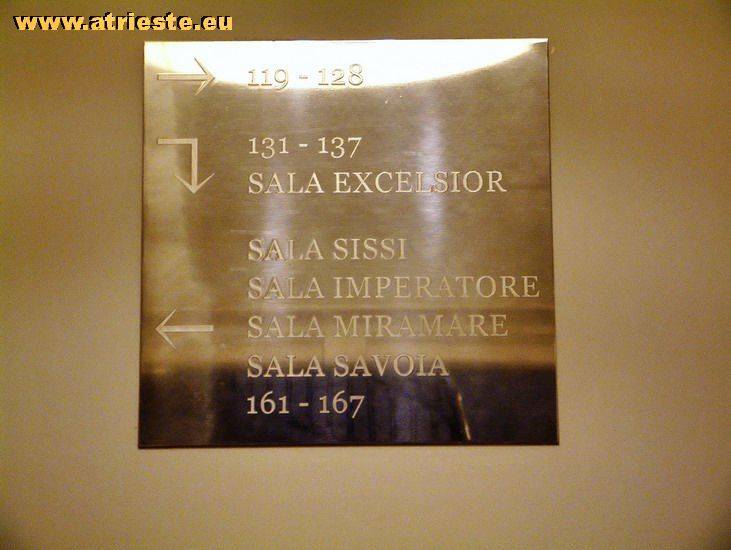 www.atrieste.eu
119 - 128
131 - 137
SALA EXCELSIOR
SALA SISSI
SALA IMPERATORE
SALA MIRAMARE
SALA SAVOIA
161 - 167